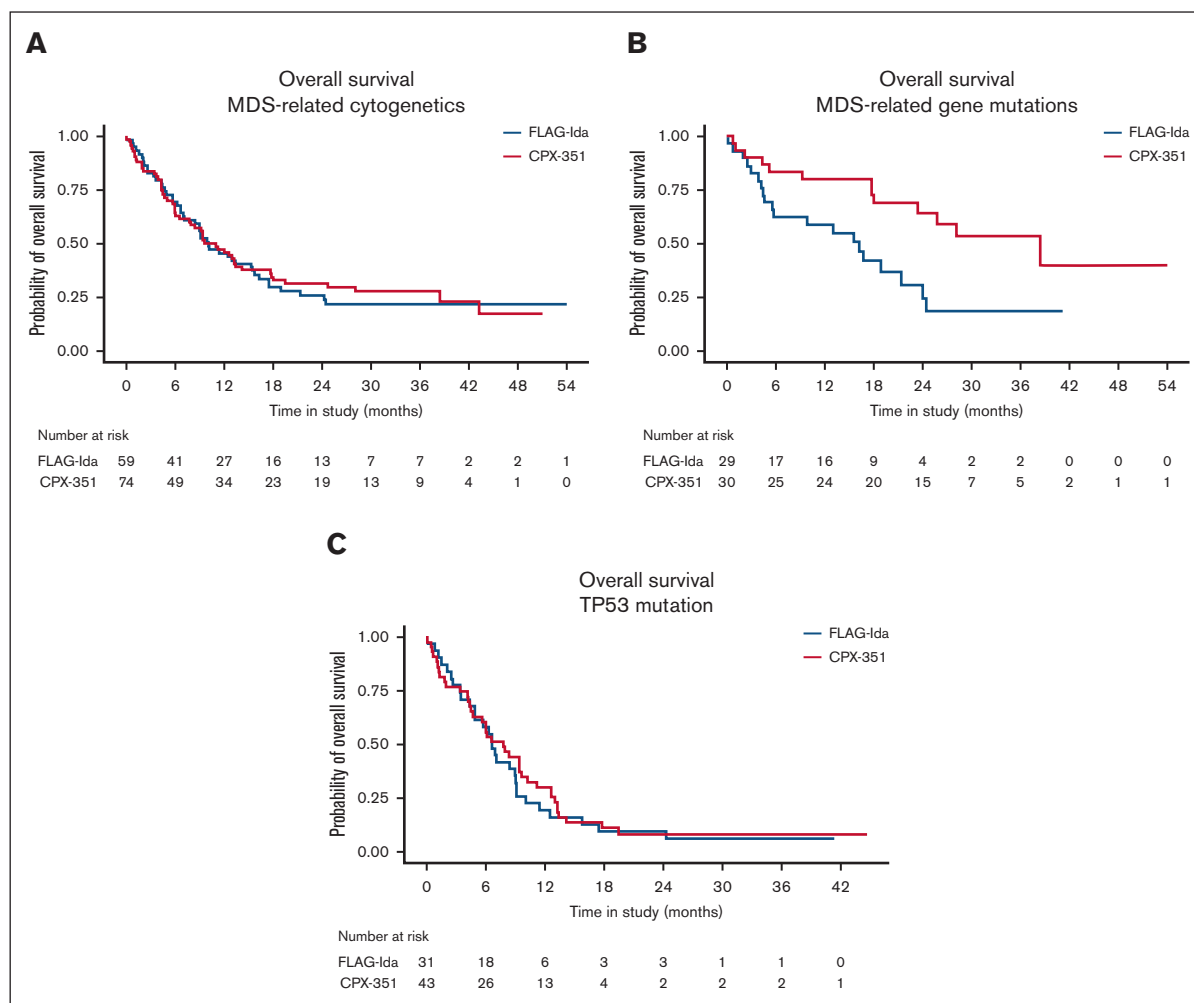 A
Overall survival
MDS-related cytogenetics
FLAG-Ida
CPX-351
Probability of overall survival
1.00
0.75
0.50
0.25
0.00
0 6 12 18 24 30 36 42 48 54
Time in study (months)
Number at risk
FLAG-Ida 59 41 27 16 13 7 7 2 2 1
CPX-351 74 49 34 23 19 13 9 4 1 0
B
Overall survival
MDS-related gene mutations
FLAG-Ida
CPX-351
Probability of overall survival
1.00
0.75
0.50
0.25
0.00
0 6 12 18 24 30 36 42 48 54
Time in study (months)
Number at risk
FLAG-Ida 29 17 16 9 4 2 2 0 0 0
CPX-351 30 25 24 20 15 7 5 2 1 1
C
Overall survival
TP53 mutation
FLAG-Ida
CPX-351
Probability of overall survival
1.00
0.75
0.50
0.25
0.00
0 6 12 18 24 30 36 42
Time in study (months)
Number at risk
FLAG-Ida 31 18 6 3 3 1 1 0
CPX-351 43 26 13 4 2 2 2 1